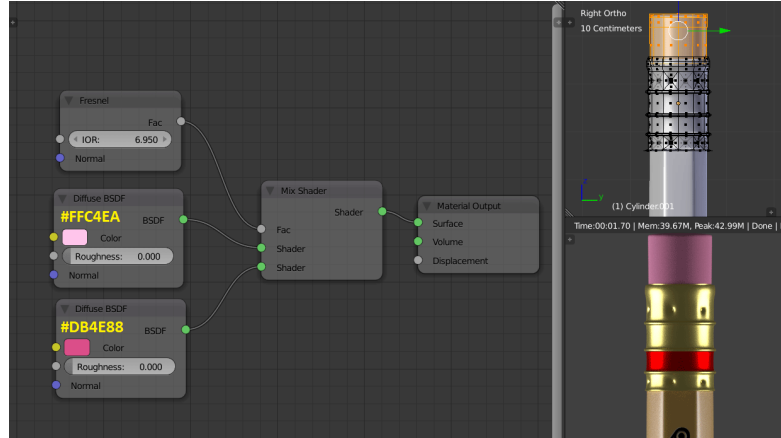 Fresnel
Fac
IOR: 6.950
Normal
Diffuse BSDF
#FFC4EA
BSDF
Color
Roughness: 0.000
Normal
Diffuse BSDF
#DB4E88
BSDF
Color
Roughness: 0.000
Normal
Mix Shader
Shader
Fac
Shader
Shader
Material Output
Surface
Volume
Displacement
Right Ortho
10 Centimeters
z
y
(1) Cylinder.001
Time:00:01.70 | Mem:39.67M, Peak:42.99M | Done |